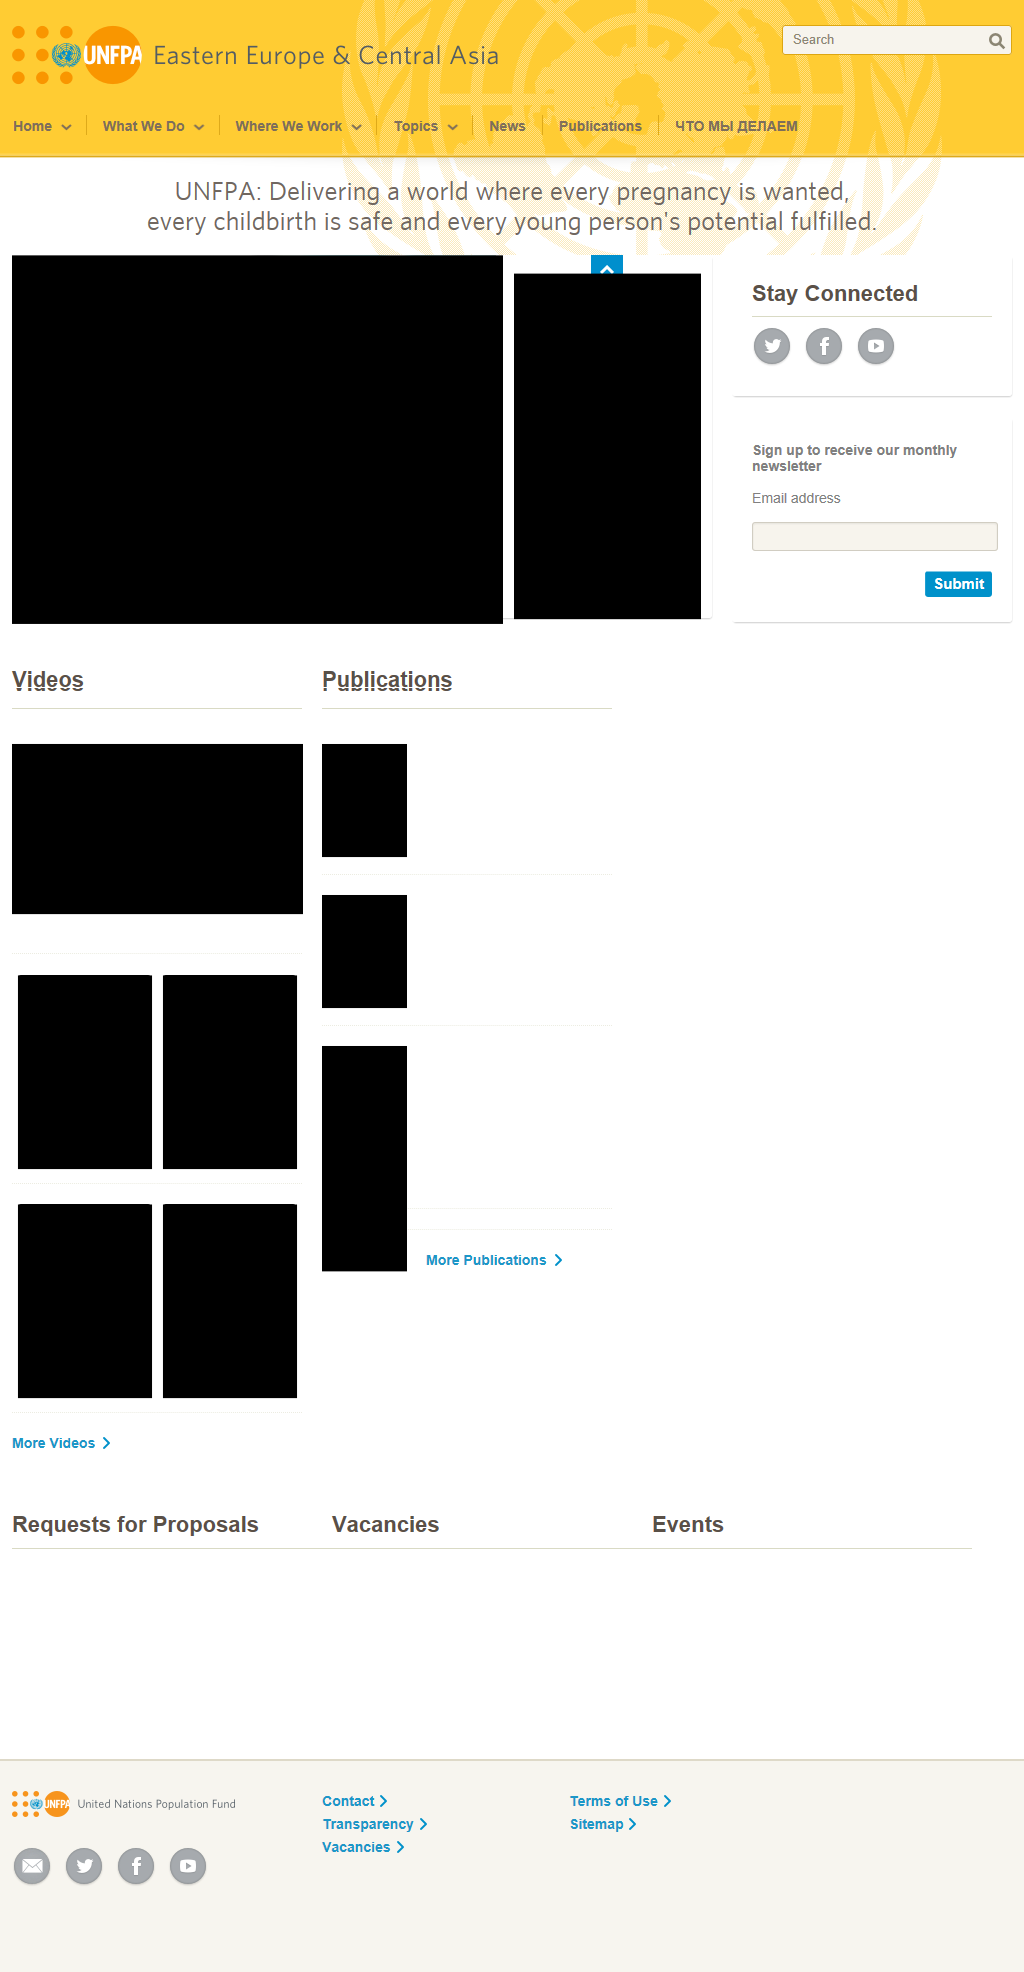 UNFPA Eastern Europe & Central Asia
Search
Home What We Do Where We Work Topics News Publications ЧТО МЫ ДЕЛАЕМ
UNFPA: Delivering a world where every pregnancy is wanted,
every childbirth is safe and every young person's potential fulfilled.
Stay Connected
Sign up to receive our monthly
newsletter
Email address
Submit
Videos
Publications
More Publications
More Videos
Requests for Proposals
Vacancies
Events
UNFPA United Nations Population Fund
Contact
Transparency
Vacancies
Terms of Use
Sitemap